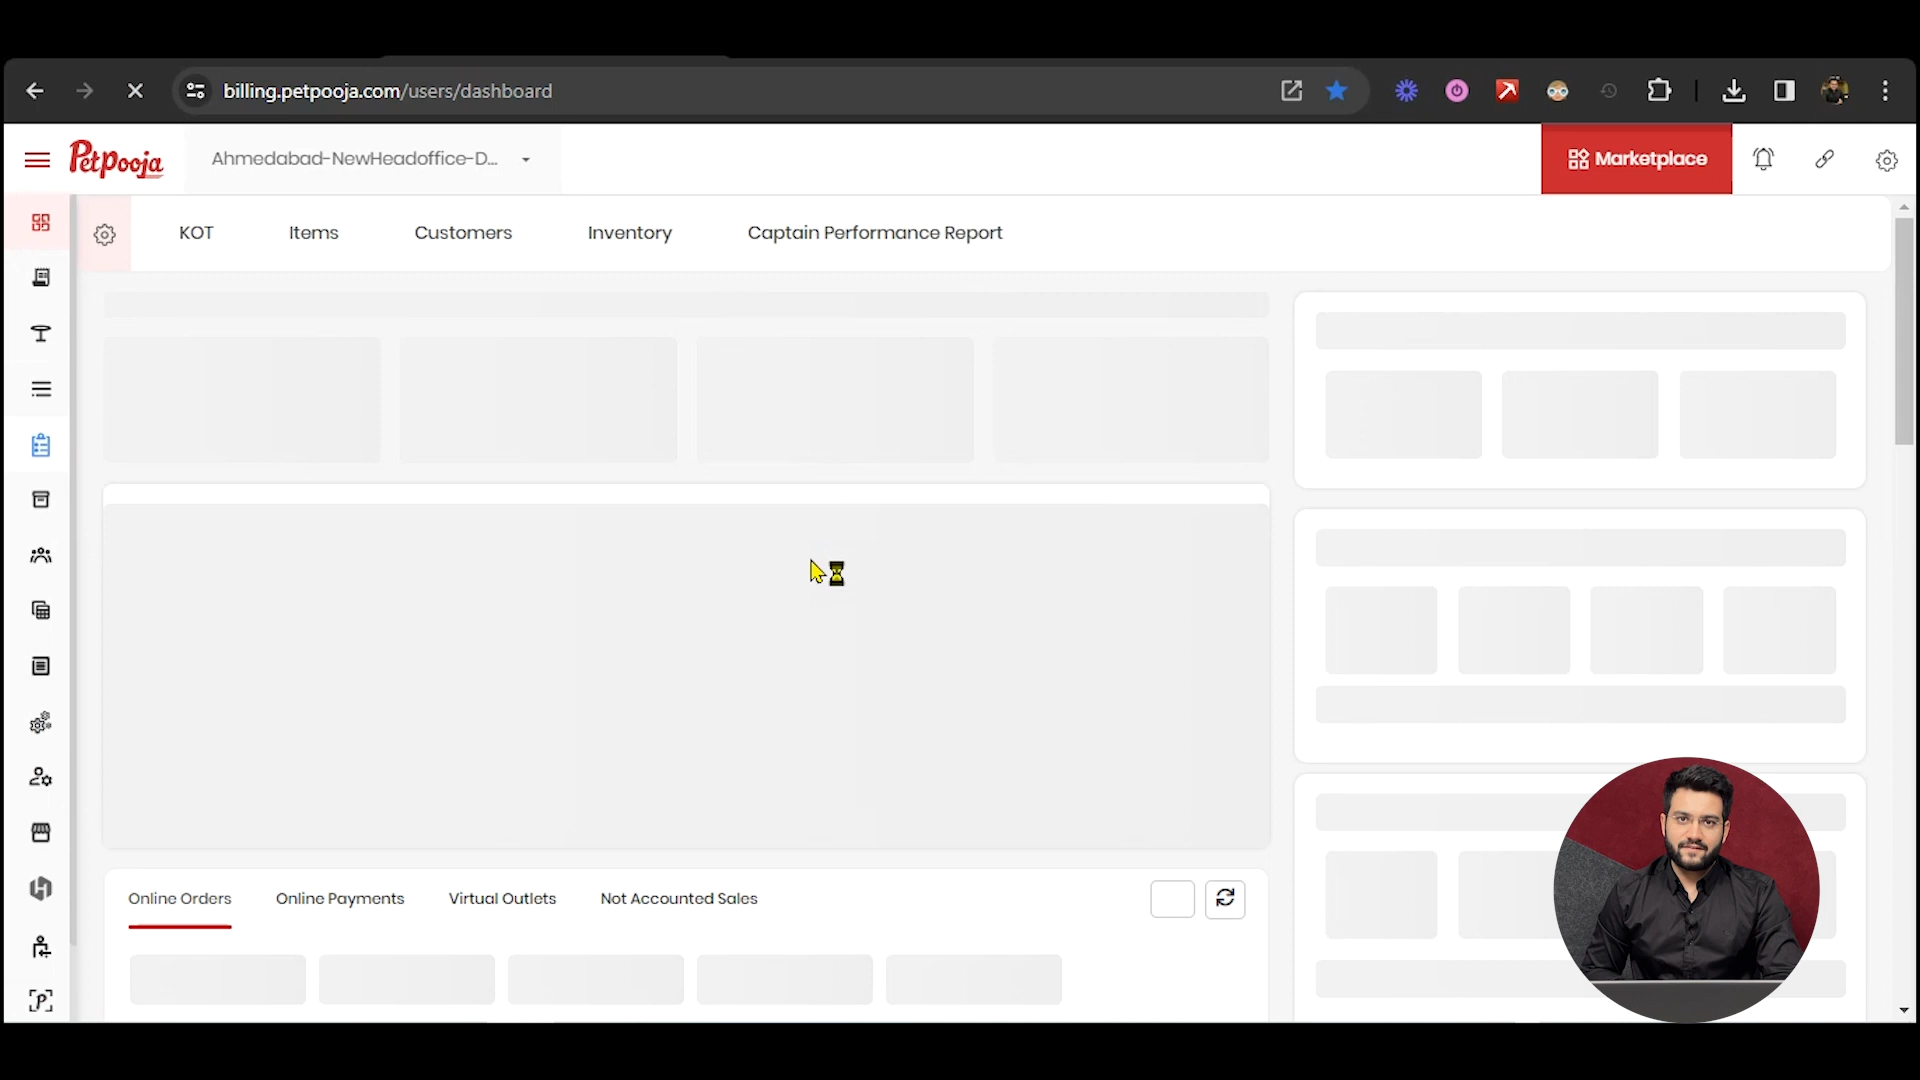 billing.petpooja.com/users/dashboard
Petpooja
Ahmedabad-NewHeadoffice-D...
Marketplace
KOT
Items
Customers
Inventory
Captain Performance Report
Online Orders
Online Payments
Virtual Outlets
Not Accounted Sales